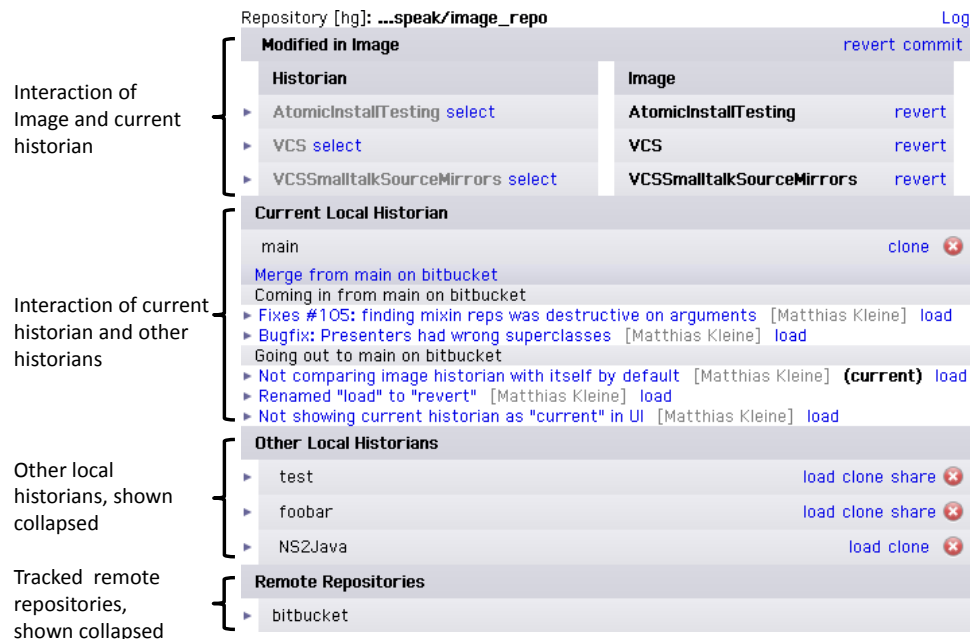 Repository [hg]: ...speak/image_repo Log
Modified in Image revert commit
Historian Image
Interaction of
Image and current
historian
AtomicInstallTesting select AtomicInstallTesting revert
VCS select VCS revert
VCSSmalltalkSourceMirrors select VCSSmalltalkSourceMirrors revert
Current Local Historian
main clone
Merge from main on bitbucket
Coming in from main on bitbucket
Interaction of current
historian and other
historians
Fixes #105: finding mixin reps was destructive on arguments [Matthias Kleine] load
Bugfix: Presenters had wrong superclasses [Matthias Kleine] load
Going out to main on bitbucket
Not comparing image historian with itself by default [Matthias Kleine] (current) load
Renamed "load" to "revert" [Matthias Kleine] load
Not showing current historian as "current" in UI [Matthias Kleine] load
Other Local Historians
Other local
historians, shown
collapsed
test load clone share
foobar load clone share
NS2Java load clone
Tracked remote
repositories,
shown collapsed
Remote Repositories
bitbucket